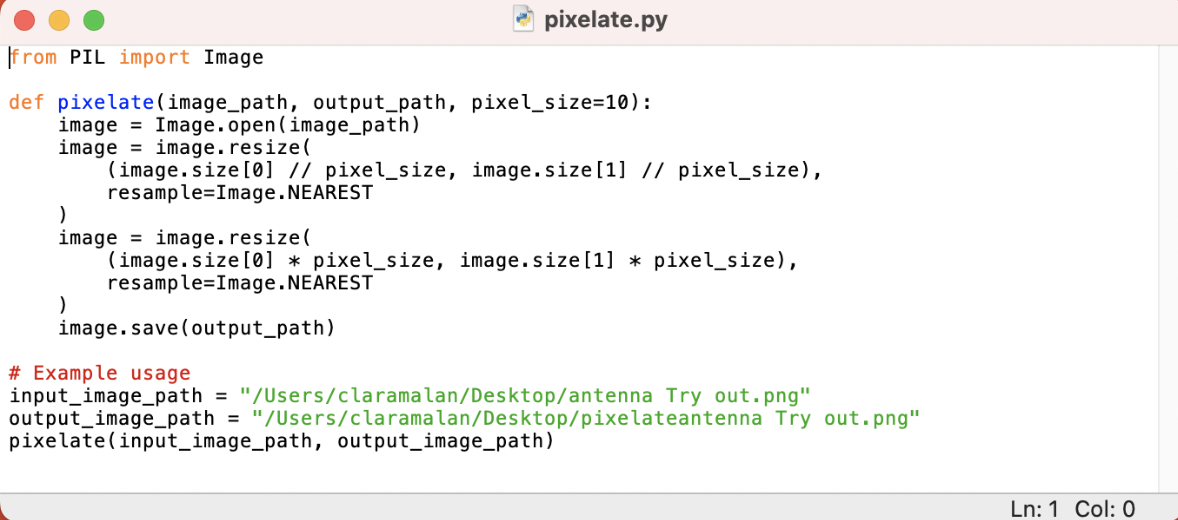 pixelate.py
from PIL import Image
def pixelate(image_path, output_path, pixel_size=10):
    image = Image.open(image_path)
    image = image.resize(
        (image.size[0] // pixel_size, image.size[1] // pixel_size),
        resample=Image.NEAREST
    )
    image = image.resize(
        (image.size[0] * pixel_size, image.size[1] * pixel_size),
        resample=Image.NEAREST
    )
    image.save(output_path)
# Example usage
input_image_path = "/Users/claramalan/Desktop/antenna Try out.png"
output_image_path = "/Users/claramalan/Desktop/pixelateantenna Try out.png"
pixelate(input_image_path, output_image_path)
Ln: 1 Col: 0